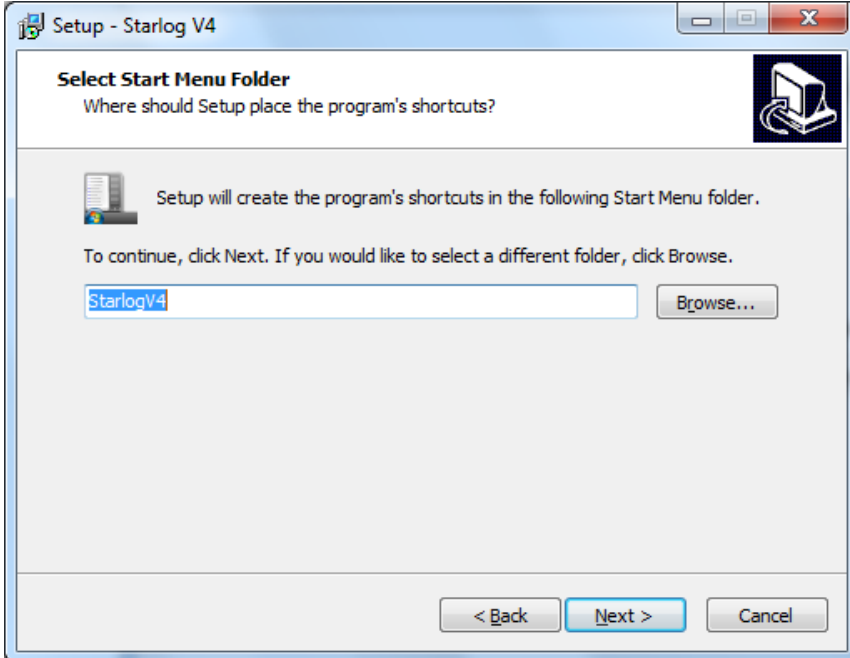 Setup - Starlog V4
Select Start Menu Folder
Where should Setup place the program's shortcuts?
Setup will create the program's shortcuts in the following Start Menu folder.
To continue, click Next. If you would like to select a different folder, click Browse.
StarlogV4
Browse...
< Back
Next >
Cancel